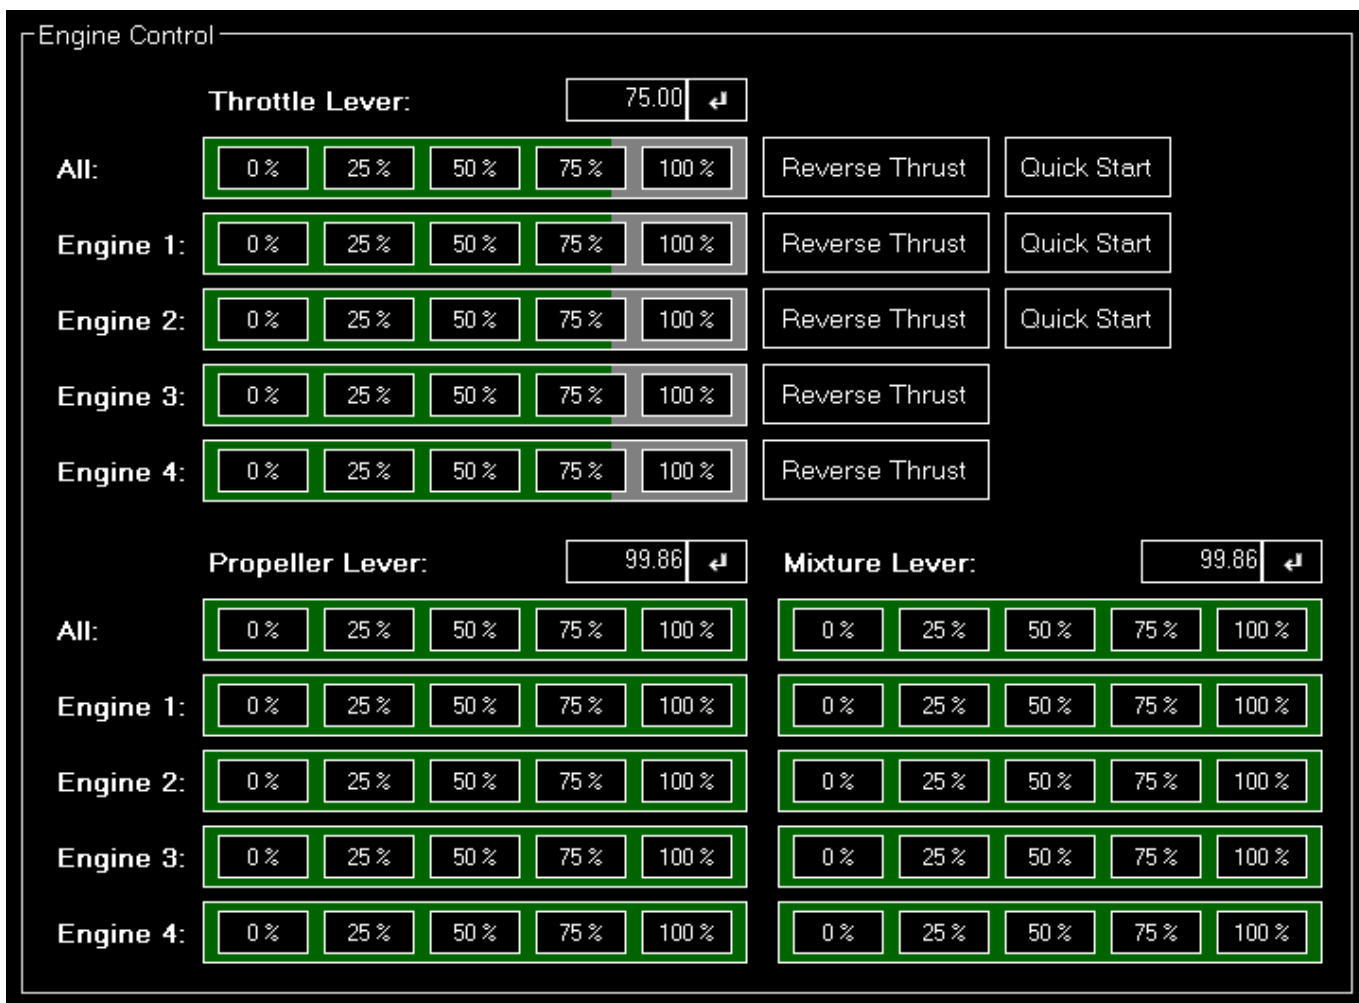 Engine Control
Throttle Lever: 75.00 ↵
All: 0% 25% 50% 75% 100% Reverse Thrust Quick Start
Engine 1: 0% 25% 50% 75% 100% Reverse Thrust Quick Start
Engine 2: 0% 25% 50% 75% 100% Reverse Thrust Quick Start
Engine 3: 0% 25% 50% 75% 100% Reverse Thrust
Engine 4: 0% 25% 50% 75% 100% Reverse Thrust
Propeller Lever: 99.86 ↵ Mixture Lever: 99.86 ↵
All: 0% 25% 50% 75% 100% 0% 25% 50% 75% 100%
Engine 1: 0% 25% 50% 75% 100% 0% 25% 50% 75% 100%
Engine 2: 0% 25% 50% 75% 100% 0% 25% 50% 75% 100%
Engine 3: 0% 25% 50% 75% 100% 0% 25% 50% 75% 100%
Engine 4: 0% 25% 50% 75% 100% 0% 25% 50% 75% 100%